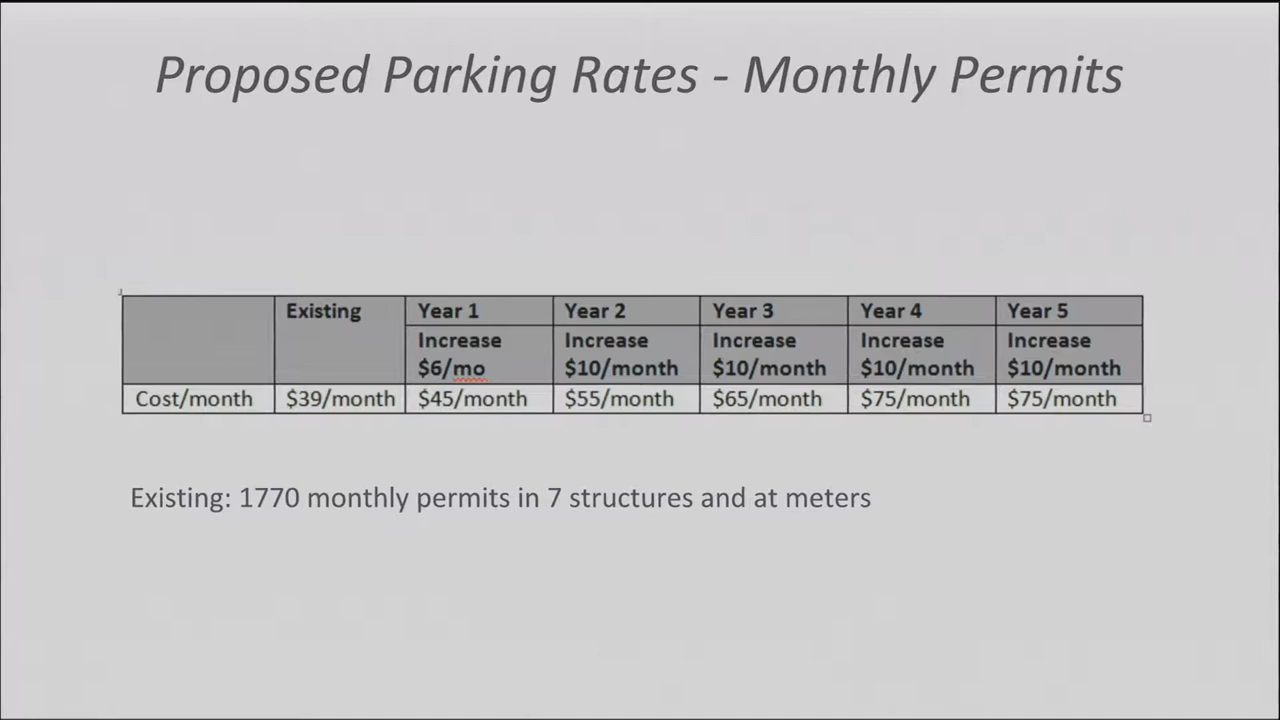 Proposed Parking Rates - Monthly Permits
Existing Year 1 Year 2 Year 3 Year 4 Year 5
Increase Increase Increase Increase Increase
$6/mo $10/month $10/month $10/month $10/month
Cost/month $39/month $45/month $55/month $65/month $75/month $75/month
Existing: 1770 monthly permits in 7 structures and at meters